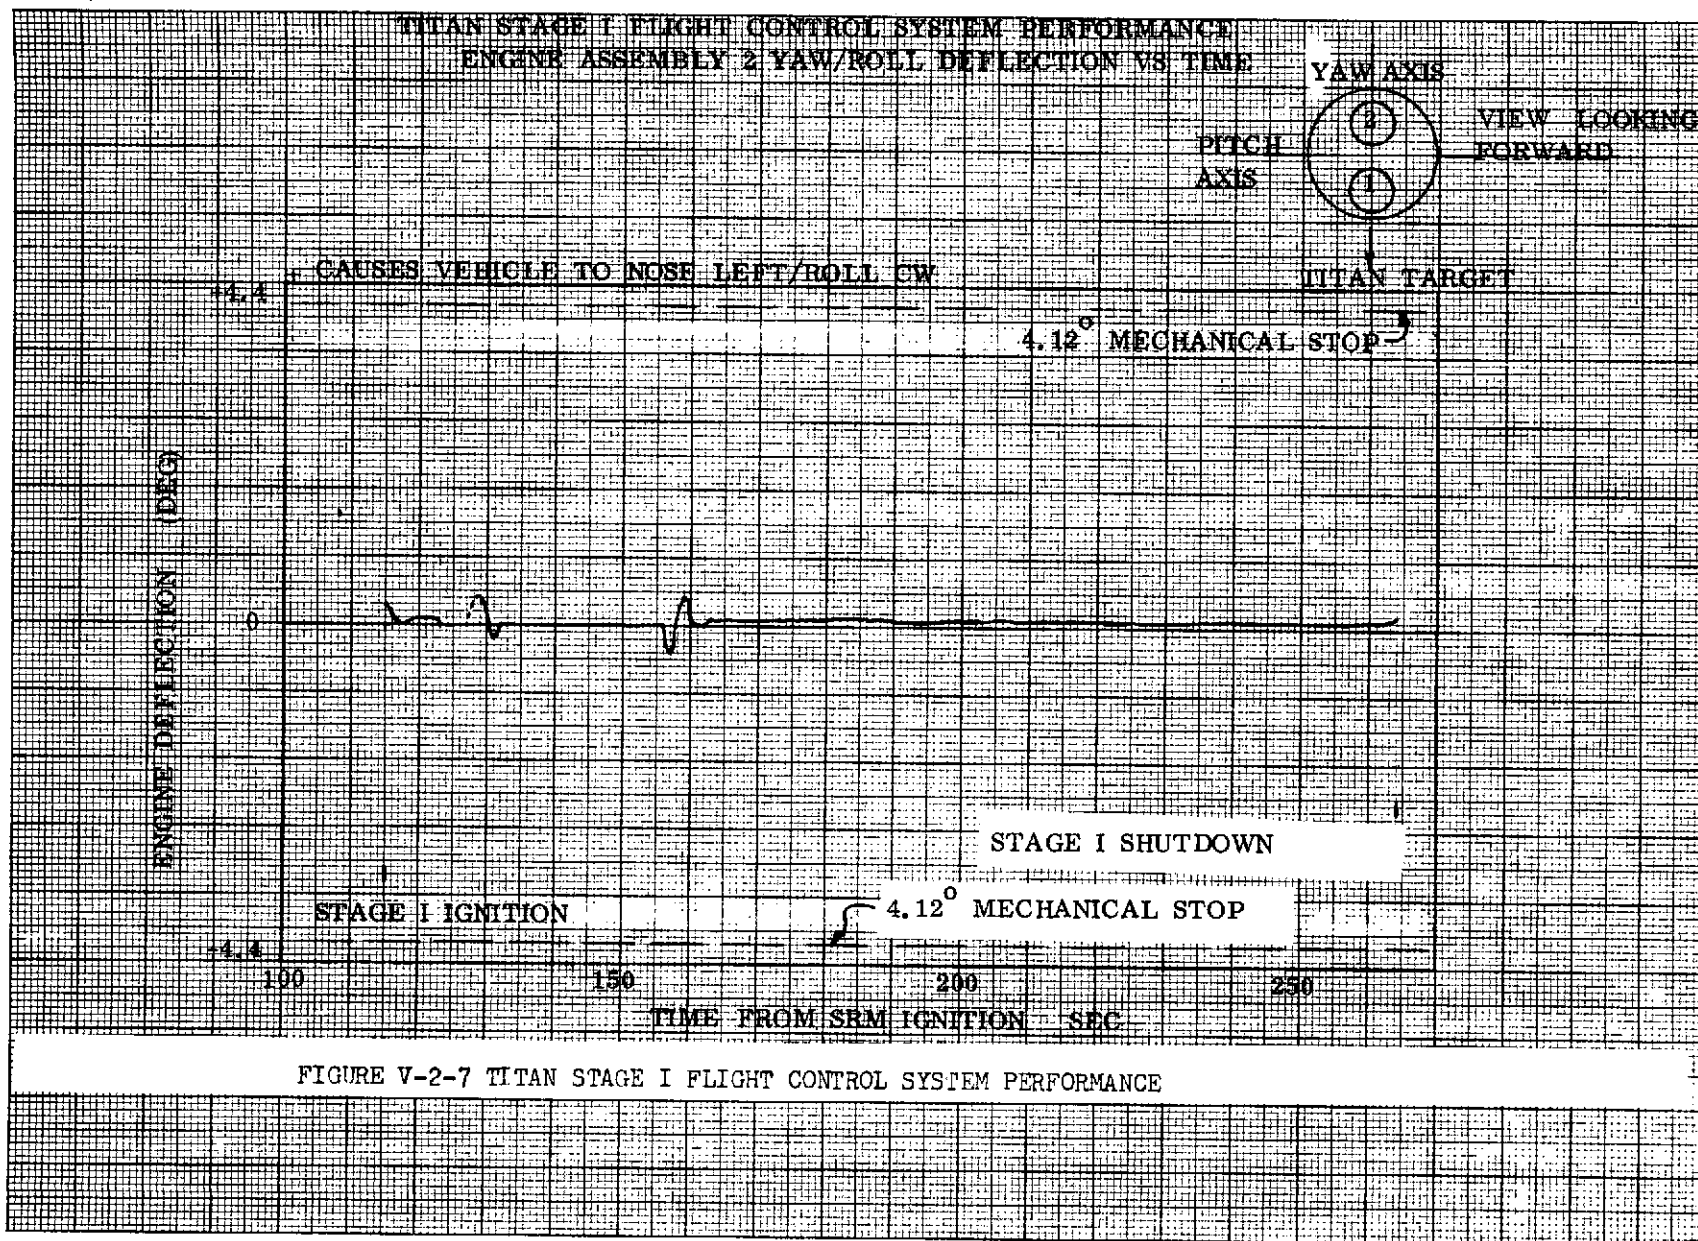 TITAN STAGE I FLIGHT CONTROL SYSTEM PERFORMANCE
ENGINE ASSEMBLY 2 YAW/ROLL DEFLECTION VS TIME
YAW AXIS
2
VIEW LOOKING
FORWARD
PITCH
AXIS
1
TITAN TARGET
+ CAUSES VEHICLE TO NOSE LEFT/ROLL CW
+4.4
4.12° MECHANICAL STOP
ENGINE DEFLECTION (DEG)
0
STAGE I SHUTDOWN
STAGE I IGNITION
4.12° MECHANICAL STOP
-4.4
100 150 200 250
TIME FROM SRM IGNITION SEC
FIGURE V-2-7 TITAN STAGE I FLIGHT CONTROL SYSTEM PERFORMANCE